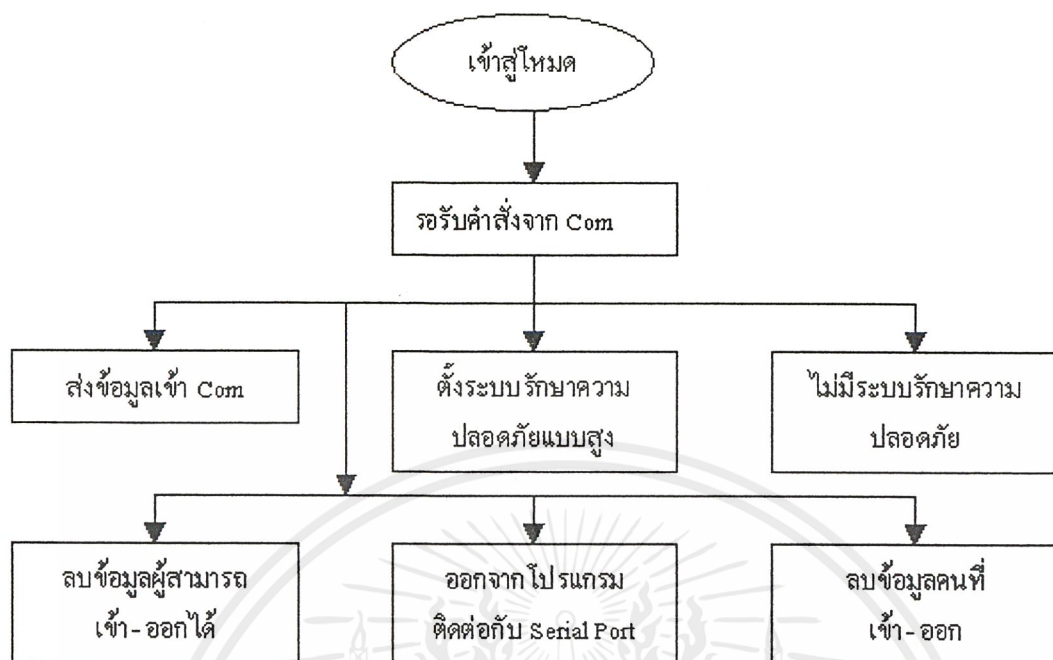 เข้าสู่โหมด
รอรับคำสั่งจาก Com
ส่งข้อมูลเข้า Com
ตั้งระบบรักษาความ
ปลอดภัยแบบสูง
ไม่มีระบบรักษาความ
ปลอดภัย
ลบข้อมูลผู้สามารถ
เข้า-ออกได้
ออกจากโปรแกรม
ติดต่อกับ Serial Port
ลบข้อมูลคนที่
เข้า-ออก